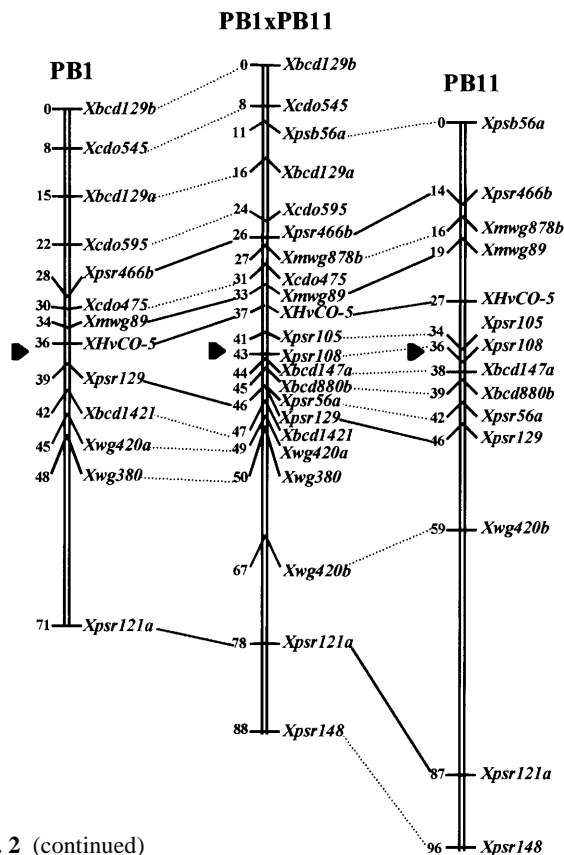 PB1xPB11
PB1
PB11
0 Xbcd129b
8 Xcdo545
15 Xbcd129a
22 Xcdo595
28 Xpsr466b
30 Xcdo475
34 Xmwg89
36 XHvCO-5
39 Xpsr129
42 Xbcd1421
45 Xwg420a
48 Xwg380
71 Xpsr121a
0 Xbcd129b
8 Xcdo545
11 Xpsb56a
16 Xbcd129a
24 Xcdo595
26 Xpsr466b
27 Xmwg878b
31 Xcdo475
33 Xmwg89
37 XHvCO-5
41 Xpsr105
43 Xpsr108
44 Xbcd147a
45 Xbcd880b
Xpsr56a
46 Xpsr129
47 Xbcd1421
49 Xwg420a
50 Xwg380
67 Xwg420b
78 Xpsr121a
88 Xpsr148
0 Xpsb56a
14 Xpsr466b
16 Xmwg878b
19 Xmwg89
27 XHvCO-5
34 Xpsr105
36 Xpsr108
38 Xbcd147a
39 Xbcd880b
42 Xpsr56a
46 Xpsr129
59 Xwg420b
87 Xpsr121a
96 Xpsr148
. 2 (continued)